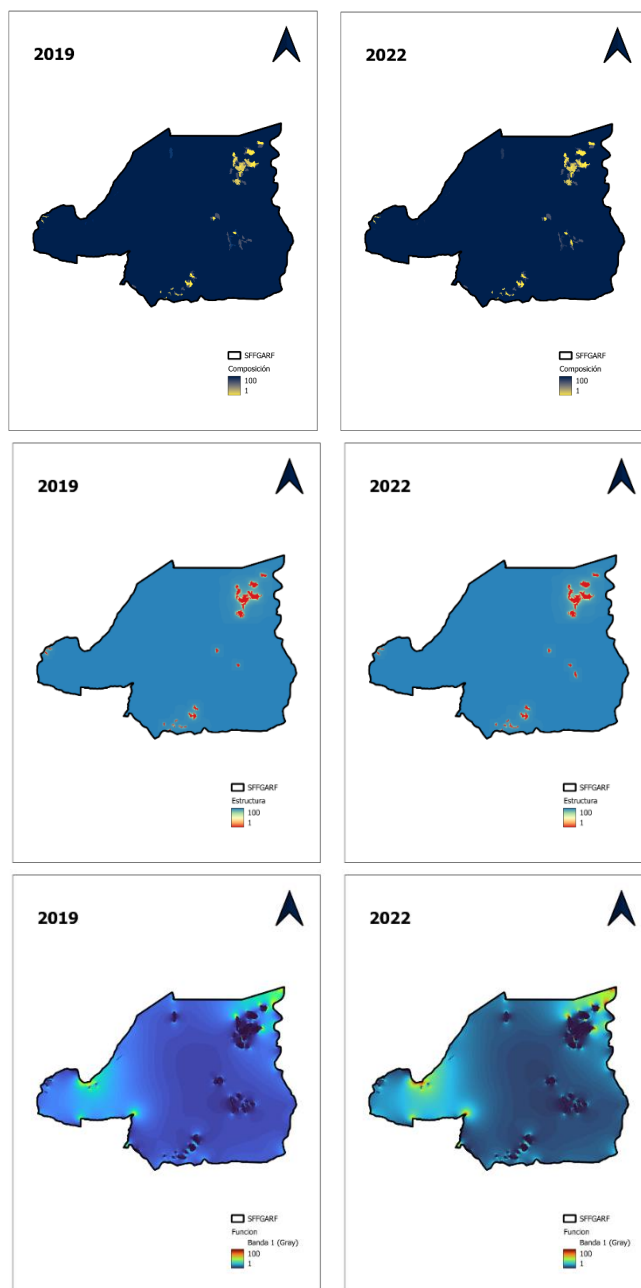 2019
2022
SFFGARF
Composición
100
1
SFFGARF
Composición
100
1
2019
2022
SFFGARF
Estructura
100
1
SFFGARF
Estructura
100
1
2019
2022
SFFGARF
Funcion
Banda 1 (Gray)
100
1
SFFGARF
Funcion
Banda 1 (Gray)
100
1